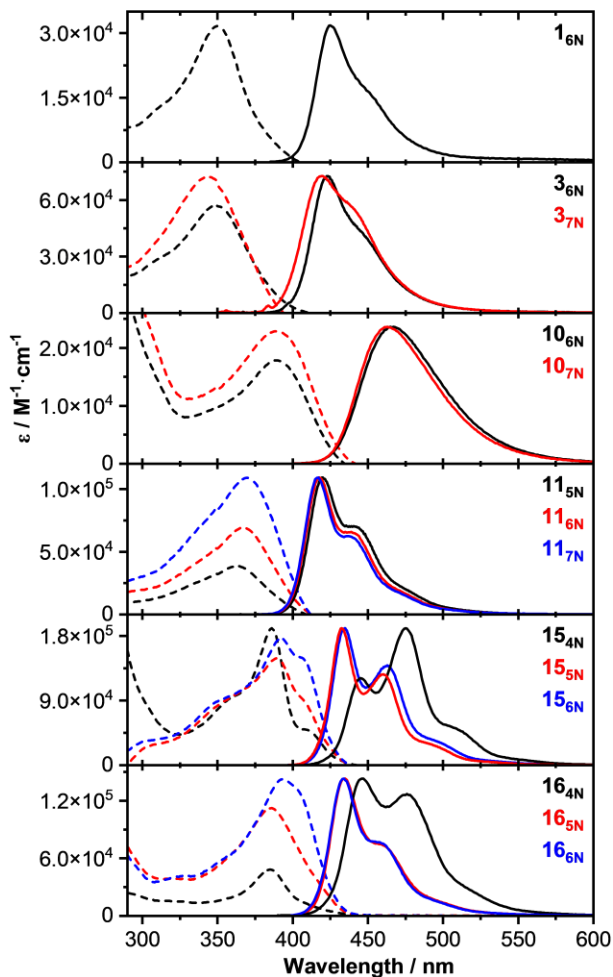 3.0×10⁴
1.5×10⁴
0
1₆N
6.0×10⁴
3.0×10⁴
0
3₆N
3₇N
2.0×10⁴
1.0×10⁴
0
10₆N
10₇N
1.0×10⁵
5.0×10⁴
0
11₅N
11₆N
11₇N
1.8×10⁵
9.0×10⁴
0
15₄N
15₅N
15₆N
1.2×10⁵
6.0×10⁴
0
16₄N
16₅N
16₆N
ε / M⁻¹·cm⁻¹
300 350 400 450 500 550 600
Wavelength / nm